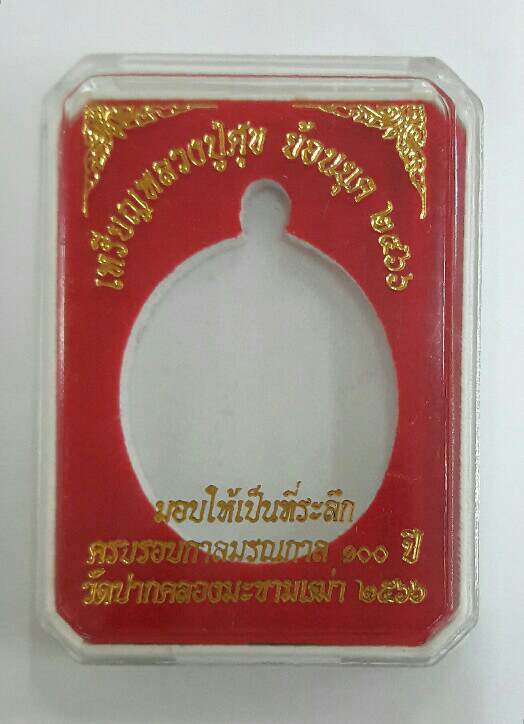 เหรียญหลวงปู่ศุข ย้อนยุค ๒๕๖๖
มอบให้เป็นที่ระลึก
ครบรอบกาลมรณกาล ๑๐๐ ปี
วัดปากคลองมะขามเฒ่า ๒๕๖๖